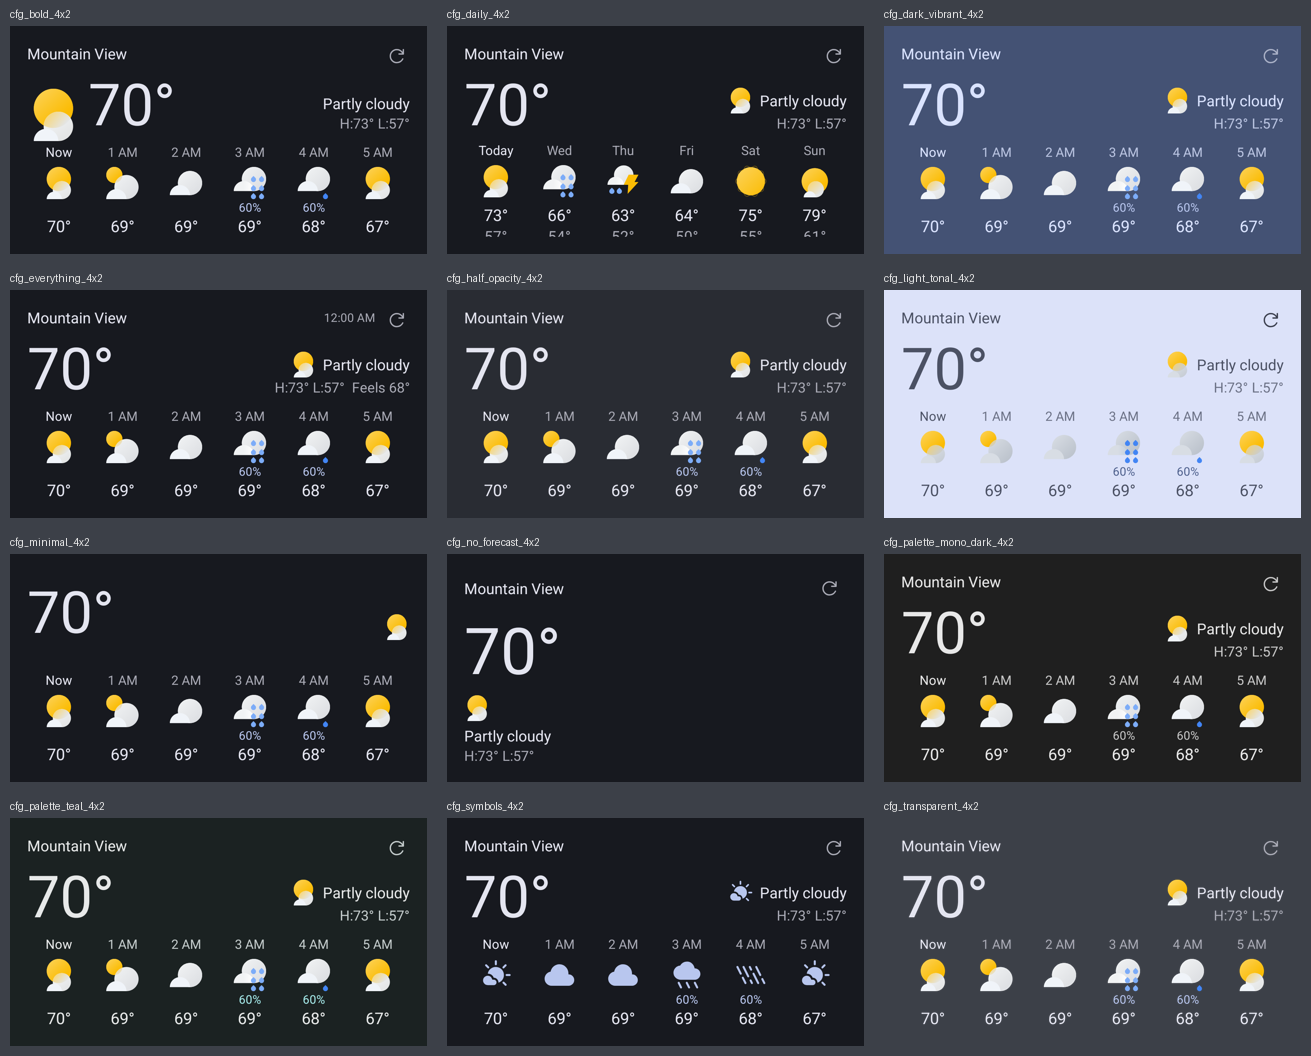 cfg_bold_4x2
Mountain View
70°
Partly cloudy
H:73° L:57°
Now 1 AM 2 AM 3 AM 4 AM 5 AM
60% 60%
70° 69° 69° 69° 68° 67°
cfg_daily_4x2
Mountain View
70°
Partly cloudy
H:73° L:57°
Today Wed Thu Fri Sat Sun
73° 66° 63° 64° 75° 79°
57° 54° 52° 50° 55° 61°
cfg_dark_vibrant_4x2
Mountain View
70°
Partly cloudy
H:73° L:57°
Now 1 AM 2 AM 3 AM 4 AM 5 AM
60% 60%
70° 69° 69° 69° 68° 67°
cfg_everything_4x2
Mountain View 12:00 AM
70°
Partly cloudy
H:73° L:57° Feels 68°
Now 1 AM 2 AM 3 AM 4 AM 5 AM
60% 60%
70° 69° 69° 69° 68° 67°
cfg_half_opacity_4x2
Mountain View
70°
Partly cloudy
H:73° L:57°
Now 1 AM 2 AM 3 AM 4 AM 5 AM
60% 60%
70° 69° 69° 69° 68° 67°
cfg_light_tonal_4x2
Mountain View
70°
Partly cloudy
H:73° L:57°
Now 1 AM 2 AM 3 AM 4 AM 5 AM
60% 60%
70° 69° 69° 69° 68° 67°
cfg_minimal_4x2
70°
Now 1 AM 2 AM 3 AM 4 AM 5 AM
60% 60%
70° 69° 69° 69° 68° 67°
cfg_no_forecast_4x2
Mountain View
70°
Partly cloudy
H:73° L:57°
cfg_palette_mono_dark_4x2
Mountain View
70°
Partly cloudy
H:73° L:57°
Now 1 AM 2 AM 3 AM 4 AM 5 AM
60% 60%
70° 69° 69° 69° 68° 67°
cfg_palette_teal_4x2
Mountain View
70°
Partly cloudy
H:73° L:57°
Now 1 AM 2 AM 3 AM 4 AM 5 AM
60% 60%
70° 69° 69° 69° 68° 67°
cfg_symbols_4x2
Mountain View
70°
Partly cloudy
H:73° L:57°
Now 1 AM 2 AM 3 AM 4 AM 5 AM
60% 60%
70° 69° 69° 69° 68° 67°
cfg_transparent_4x2
Mountain View
70°
Partly cloudy
H:73° L:57°
Now 1 AM 2 AM 3 AM 4 AM 5 AM
60% 60%
70° 69° 69° 69° 68° 67°